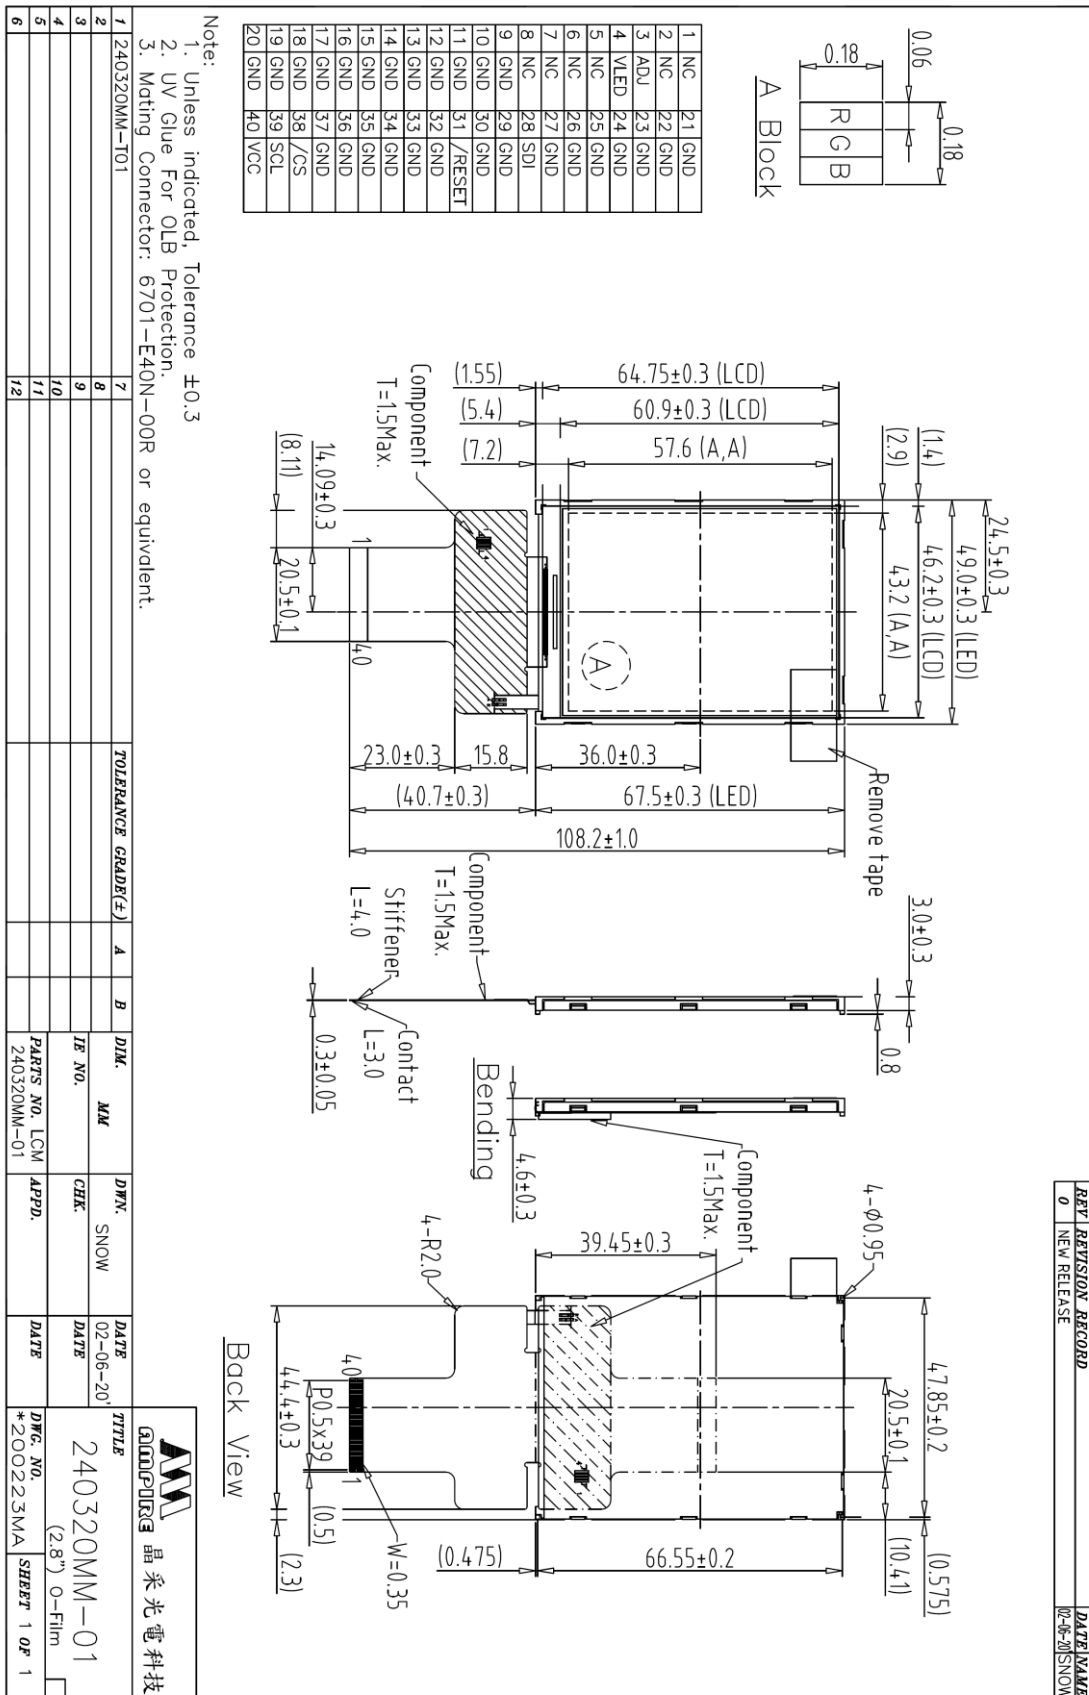 REV REVISION RECORD DATE NAME
0 NEW RELEASE 02-06-20' SNOW
0.06
0.18
0.18
R G B
A Block
1 NC 21 GND
2 NC 22 GND
3 ADJ 23 GND
4 VLED 24 GND
5 NC 25 GND
6 NC 26 GND
7 NC 27 GND
8 NC 28 SDI
9 GND 29 GND
10 GND 30 GND
11 GND 31 /RESET
12 GND 32 GND
13 GND 33 GND
14 GND 34 GND
15 GND 35 GND
16 GND 36 GND
17 GND 37 GND
18 GND 38 /CS
19 GND 39 SCL
20 GND 40 VCC
24.5±0.3
49.0±0.3 (LED)
46.2±0.3 (LCD)
43.2 (A,A)
(1.4)
(2.9)
64.75±0.3 (LCD)
60.9±0.3 (LCD)
57.6 (A,A)
(1.55)
(5.4)
(7.2)
A
Remove tape
Component
T=1.5Max.
36.0±0.3
67.5±0.3 (LED)
15.8
23.0±0.3
(40.7±0.3)
108.2±1.0
1
40
14.09±0.3
20.5±0.1
(8.11)
3.0±0.3
0.8
Component
T=1.5Max.
Stiffener
L=4.0
Contact
L=3.0
0.3±0.05
Bending
4.6±0.3
Component
T=1.5Max.
4-Φ0.95
47.85±0.2
(0.575)
20.5±0.1
(10.41)
39.45±0.3
66.55±0.2
(0.475)
4-R2.0
40
1
W=0.35
P0.5x39
(0.5)
44.4±0.3
(2.3)
Back View
Note:
1. Unless indicated, Tolerance ±0.3
2. UV Glue For OLB Protection.
3. Mating Connector: 6701-E40N-00R or equivalent.
1 240320MM-T01 7
2 8
3 9
4 10
5 11
6 12
TOLERANCE GRADE(±) A B
DIM. MM
IE NO.
PARTS NO. LCM
240320MM-01
DWN. SNOW DATE 02-06-20'
CHK. DATE
APPD. DATE
AMPIRE 晶采光電科技
TITLE
240320MM-01
(2.8") O-Film
DWG. NO.
*200223MA
SHEET 1 OF 1